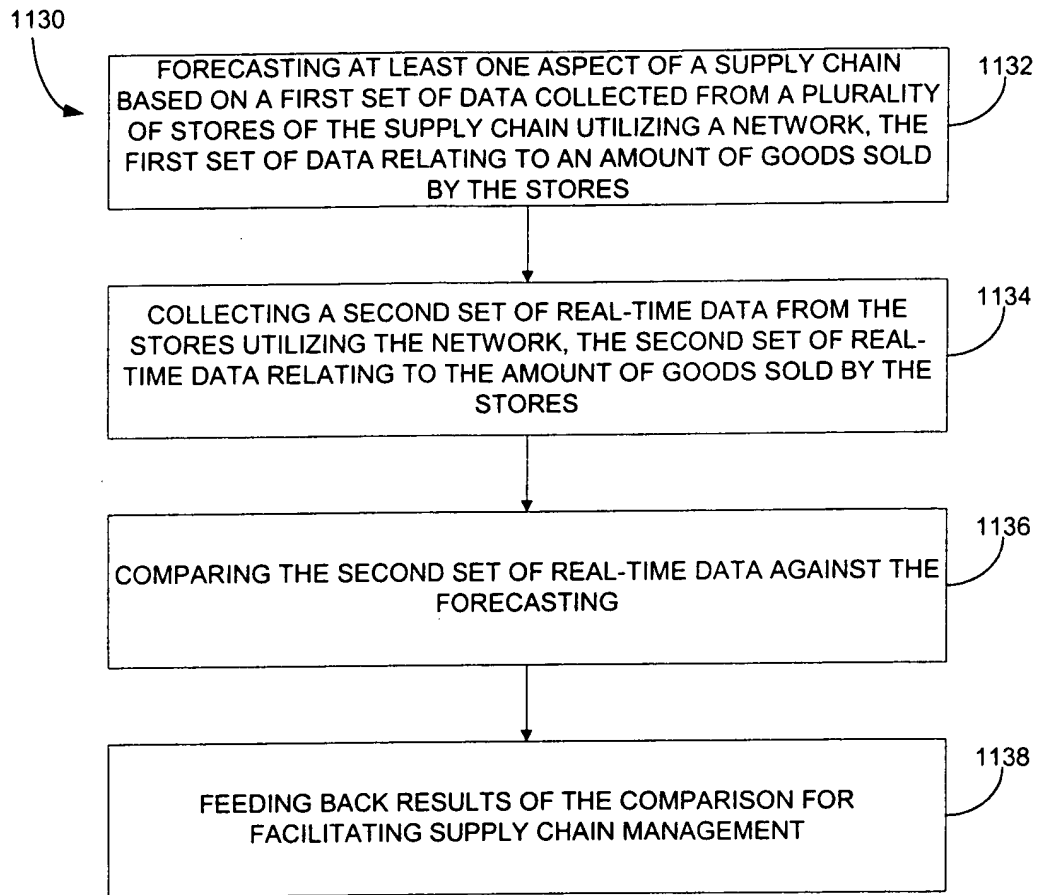 1130
FORECASTING AT LEAST ONE ASPECT OF A SUPPLY CHAIN
BASED ON A FIRST SET OF DATA COLLECTED FROM A PLURALITY
OF STORES OF THE SUPPLY CHAIN UTILIZING A NETWORK, THE
FIRST SET OF DATA RELATING TO AN AMOUNT OF GOODS SOLD
BY THE STORES
1132
COLLECTING A SECOND SET OF REAL-TIME DATA FROM THE
STORES UTILIZING THE NETWORK, THE SECOND SET OF REAL-
TIME DATA RELATING TO THE AMOUNT OF GOODS SOLD BY THE
STORES
1134
COMPARING THE SECOND SET OF REAL-TIME DATA AGAINST THE
FORECASTING
1136
FEEDING BACK RESULTS OF THE COMPARISON FOR
FACILITATING SUPPLY CHAIN MANAGEMENT
1138